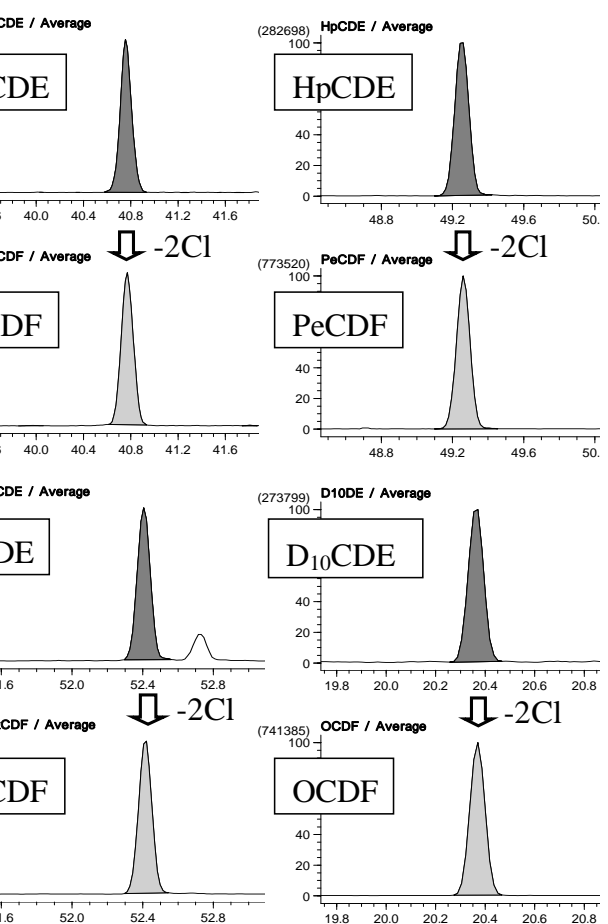 CDE / Average
CDE
40.0 40.4 40.8 41.2 41.6
-2Cl
CDF / Average
DF
40.0 40.4 40.8 41.2 41.6
(282698) HpCDE / Average
100
HpCDE
40
20
0
48.8 49.2 49.6 50.
-2Cl
(773520) PeCDF / Average
100
PeCDF
40
20
0
48.8 49.2 49.6 50.
CDE / Average
DE
1.6 52.0 52.4 52.8
-2Cl
CDF / Average
CDF
1.6 52.0 52.4 52.8
(273799) D10DE / Average
100
D₁₀CDE
40
20
0
19.8 20.0 20.2 20.4 20.6 20.8
-2Cl
(741385) OCDF / Average
100
OCDF
40
20
0
19.8 20.0 20.2 20.4 20.6 20.8